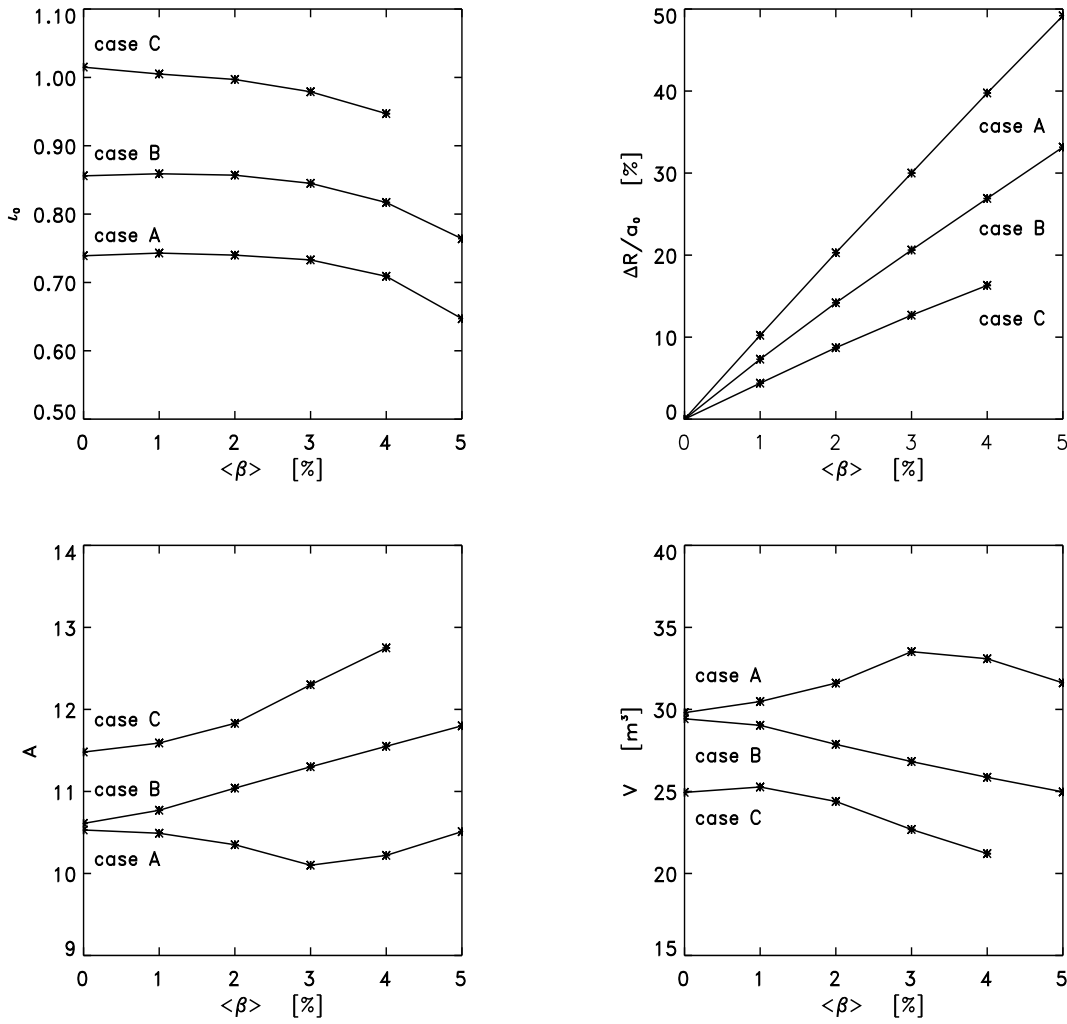 1.10
case C
1.00
0.90
case B
0.80
case A
0.70
0.60
0.50
ι₀
0 1 2 3 4 5
<β> [%]
50
40
case A
30
case B
20
case C
10
0
ΔR/a₀ [%]
0 1 2 3 4 5
<β> [%]
14
13
12
case C
11
case B
case A
10
9
A
0 1 2 3 4 5
<β> [%]
40
35
case A
30
case B
25
case C
20
15
V [m³]
0 1 2 3 4 5
<β> [%]